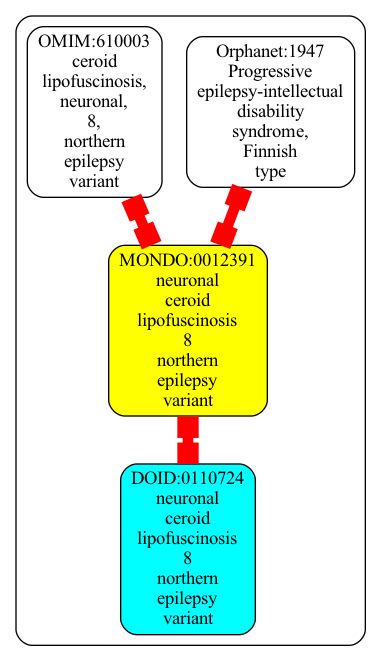 OMIM:610003
ceroid
lipofuscinosis,
neuronal,
8,
northern
epilepsy
variant
Orphanet:1947
Progressive
epilepsy-intellectual
disability
syndrome,
Finnish
type
MONDO:0012391
neuronal
ceroid
lipofuscinosis
8
northern
epilepsy
variant
DOID:0110724
neuronal
ceroid
lipofuscinosis
8
northern
epilepsy
variant